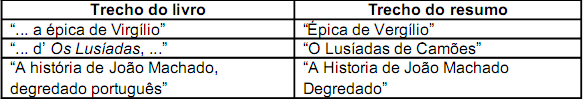 Trecho do livro Trecho do resumo
“... a épica de Virgílio” “Épica de Vergílio”
“... d’ Os Lusíadas, ...” “O Lusíadas de Camões”
“A história de João Machado, “A Historia de João Machado
degredado português” Degredado”